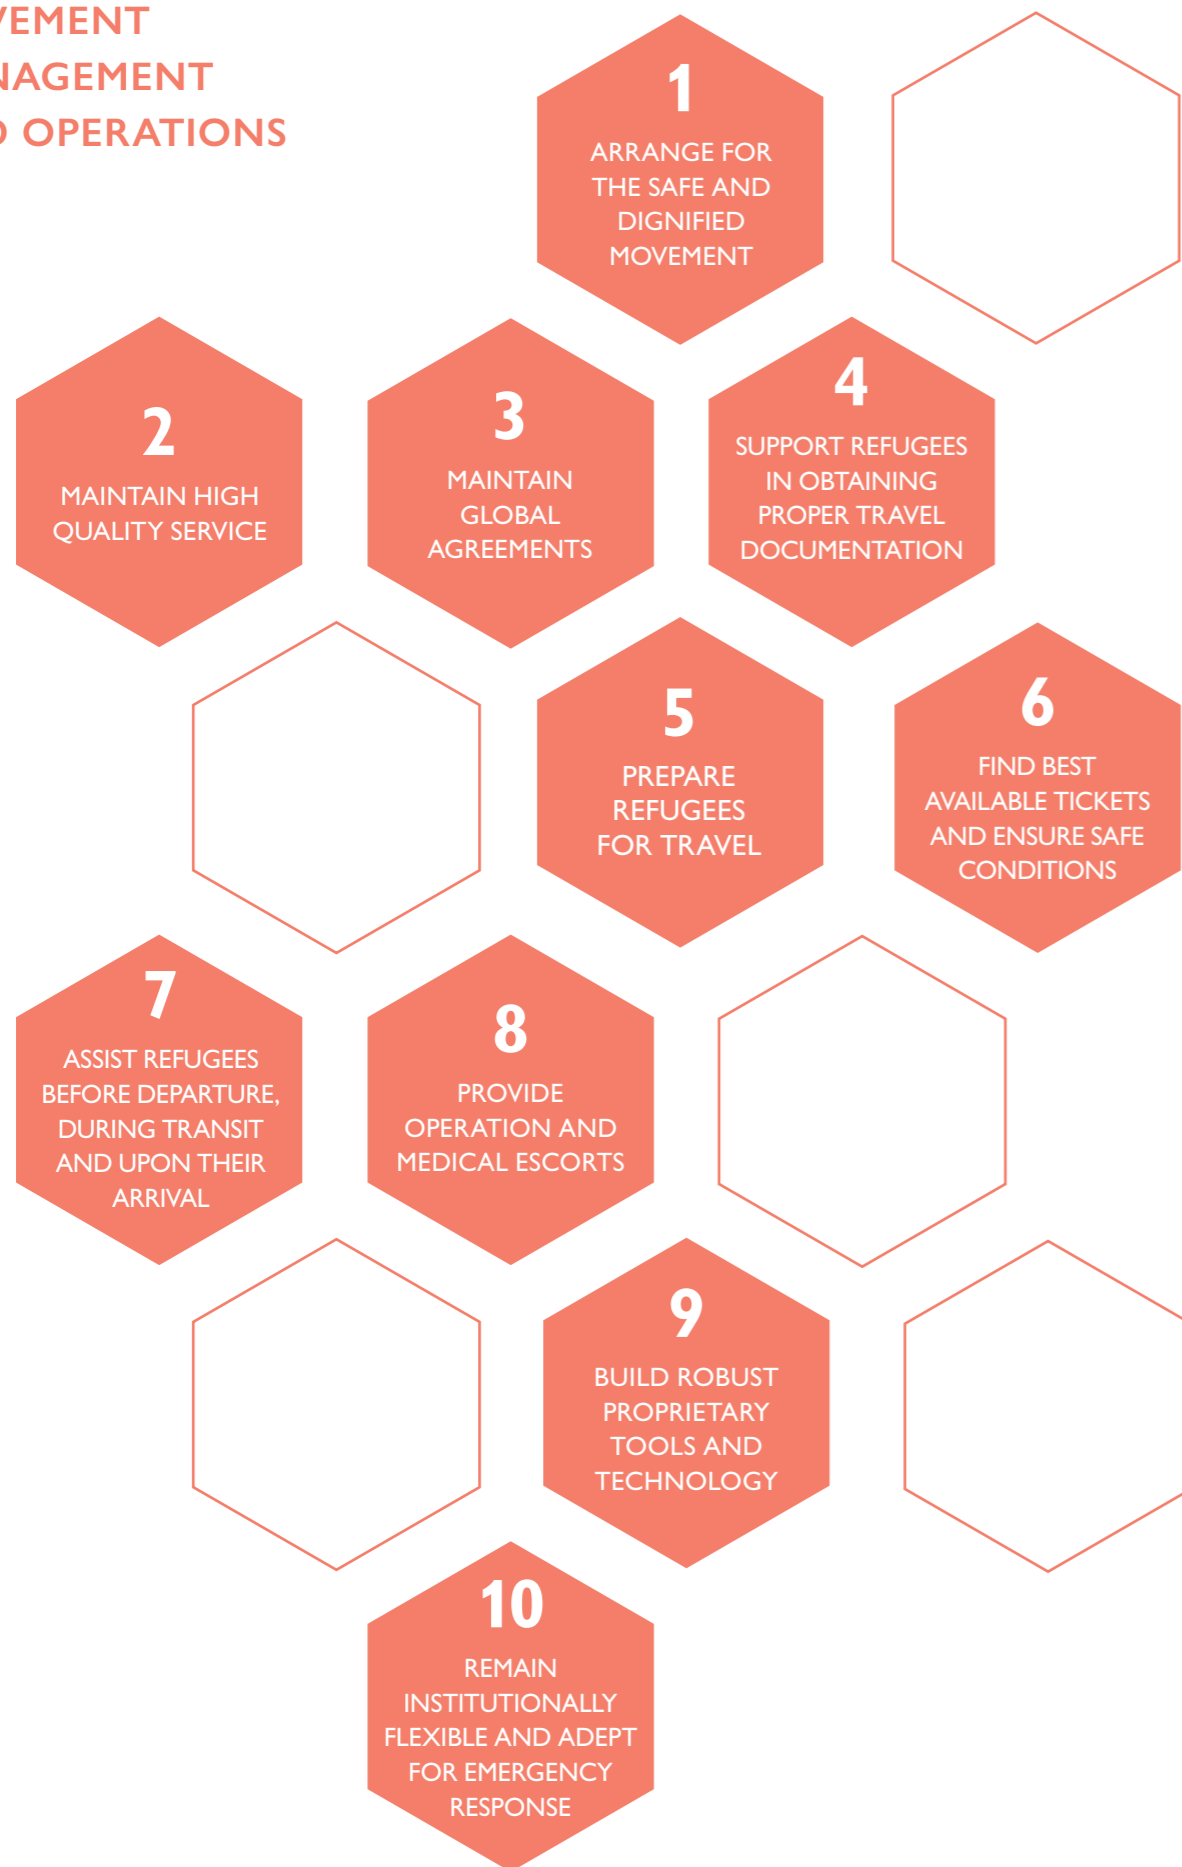 VEMENT
NAGEMENT
D OPERATIONS
1
ARRANGE FOR
THE SAFE AND
DIGNIFIED
MOVEMENT
2
MAINTAIN HIGH
QUALITY SERVICE
3
MAINTAIN
GLOBAL
AGREEMENTS
4
SUPPORT REFUGEES
IN OBTAINING
PROPER TRAVEL
DOCUMENTATION
5
PREPARE
REFUGEES
FOR TRAVEL
6
FIND BEST
AVAILABLE TICKETS
AND ENSURE SAFE
CONDITIONS
7
ASSIST REFUGEES
BEFORE DEPARTURE,
DURING TRANSIT
AND UPON THEIR
ARRIVAL
8
PROVIDE
OPERATION AND
MEDICAL ESCORTS
9
BUILD ROBUST
PROPRIETARY
TOOLS AND
TECHNOLOGY
10
REMAIN
INSTITUTIONALLY
FLEXIBLE AND ADEPT
FOR EMERGENCY
RESPONSE